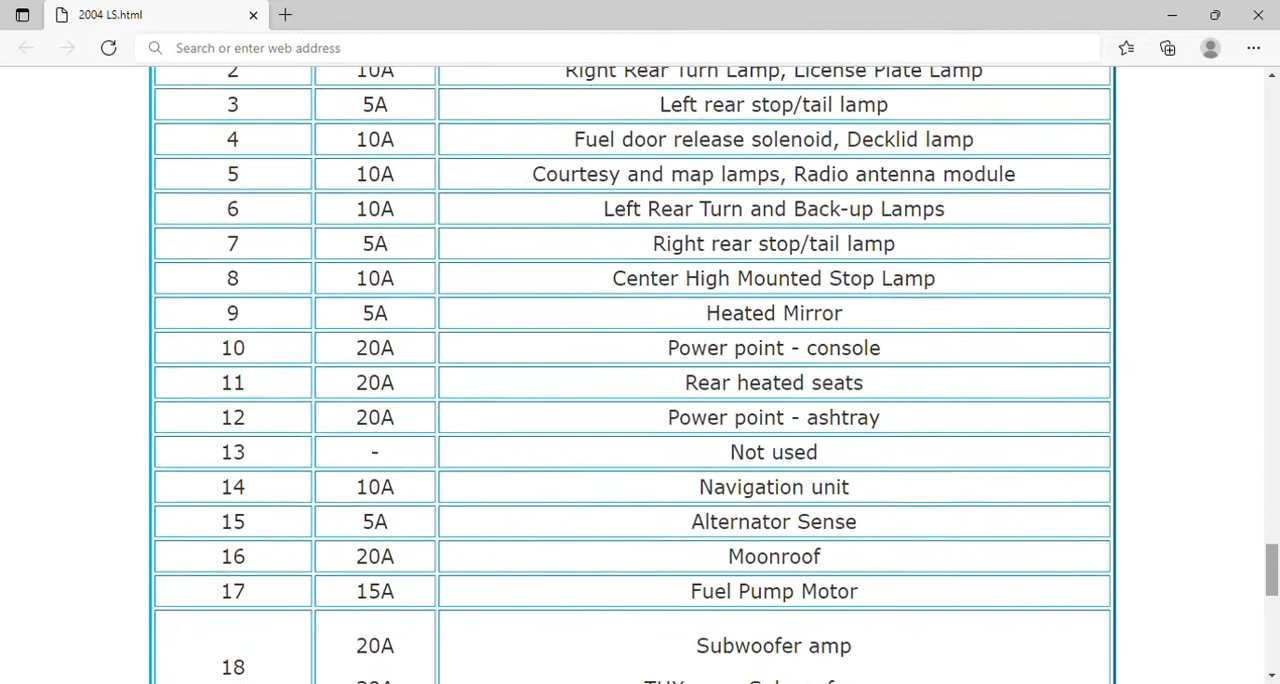 2004 LS.html
Search or enter web address
2 10A Right Rear Turn Lamp, License Plate Lamp
3 5A Left rear stop/tail lamp
4 10A Fuel door release solenoid, Decklid lamp
5 10A Courtesy and map lamps, Radio antenna module
6 10A Left Rear Turn and Back-up Lamps
7 5A Right rear stop/tail lamp
8 10A Center High Mounted Stop Lamp
9 5A Heated Mirror
10 20A Power point - console
11 20A Rear heated seats
12 20A Power point - ashtray
13 - Not used
14 10A Navigation unit
15 5A Alternator Sense
16 20A Moonroof
17 15A Fuel Pump Motor
20A Subwoofer amp
18